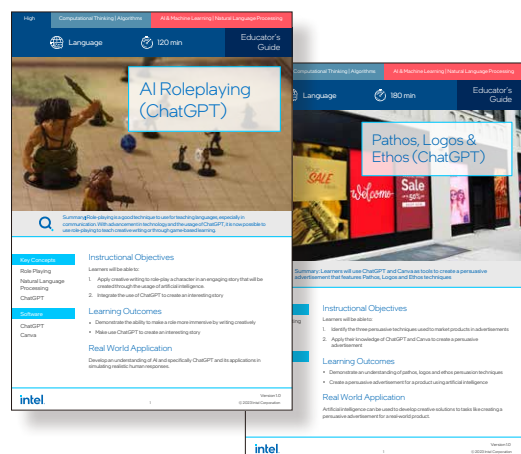 High
Computational Thinking | Algorithms
AI & Machine Learning | Natural Language Processing
Language
120 min
Educator's
Guide
AI Roleplaying
(ChatGPT)
Summary: Role-playing is a good technique to use for teaching languages, especially in
communication. With advancement in technology and the usage of ChatGPT, it is now possible to
use role-playing to teach creative writing or through game-based learning.
Key Concepts
Role Playing
Natural Language
Processing
ChatGPT
Software
ChatGPT
Canva
Instructional Objectives
Learners will be able to:
1. Apply creative writing to role-play a character in an engaging story that will be
created through the usage of artificial intelligence.
2. Integrate the use of ChatGPT to create an interesting story
Learning Outcomes
• Demonstrate the ability to make a role more immersive by writing creatively
• Make use ChatGPT to create an interesting story
Real World Application
Develop an understanding of AI and specifically ChatGPT and its applications in
simulating realistic human responses.
intel.
1
Version 1.0
© 2023 Intel Corporation
Computational Thinking | Algorithms
AI & Machine Learning | Natural Language Processing
Language
180 min
Educator's
Guide
Pathos, Logos &
Ethos (ChatGPT)
SALE
Welcome
Sale
Summary: Learners will use ChatGPT and Canva as tools to create a persuasive
advertisement that features Pathos, Logos and Ethos techniques
Instructional Objectives
Learners will be able to:
1. Identify the three persuasive techniques used to market products in advertisements
2. Apply their knowledge of ChatGPT and Canva to create a persuasive
advertisement
Learning Outcomes
• Demonstrate an understanding of pathos, logos and ethos persuasion techniques
• Create a persuasive advertisement for a product using artificial intelligence
Real World Application
Artificial intelligence can be used to develop creative solutions to tasks like creating a
persuasive advertisement for a real-world product.
intel.
1
Version 1.0
© 2023 Intel Corporation